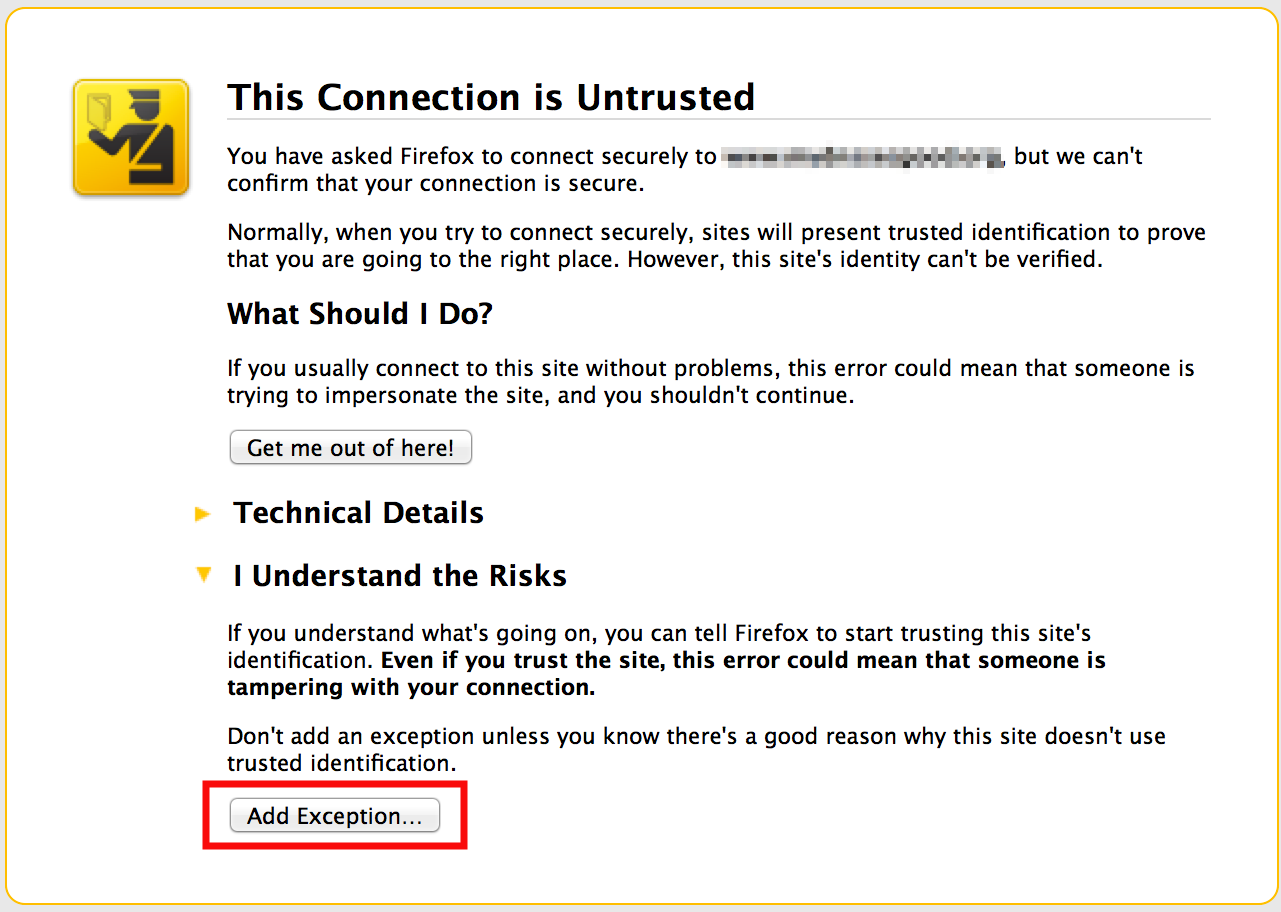 This Connection is Untrusted
You have asked Firefox to connect securely to , but we can't
confirm that your connection is secure.
Normally, when you try to connect securely, sites will present trusted identification to prove
that you are going to the right place. However, this site's identity can't be verified.
What Should I Do?
If you usually connect to this site without problems, this error could mean that someone is
trying to impersonate the site, and you shouldn't continue.
Get me out of here!
Technical Details
I Understand the Risks
If you understand what's going on, you can tell Firefox to start trusting this site's
identification. Even if you trust the site, this error could mean that someone is
tampering with your connection.
Don't add an exception unless you know there's a good reason why this site doesn't use
trusted identification.
Add Exception...